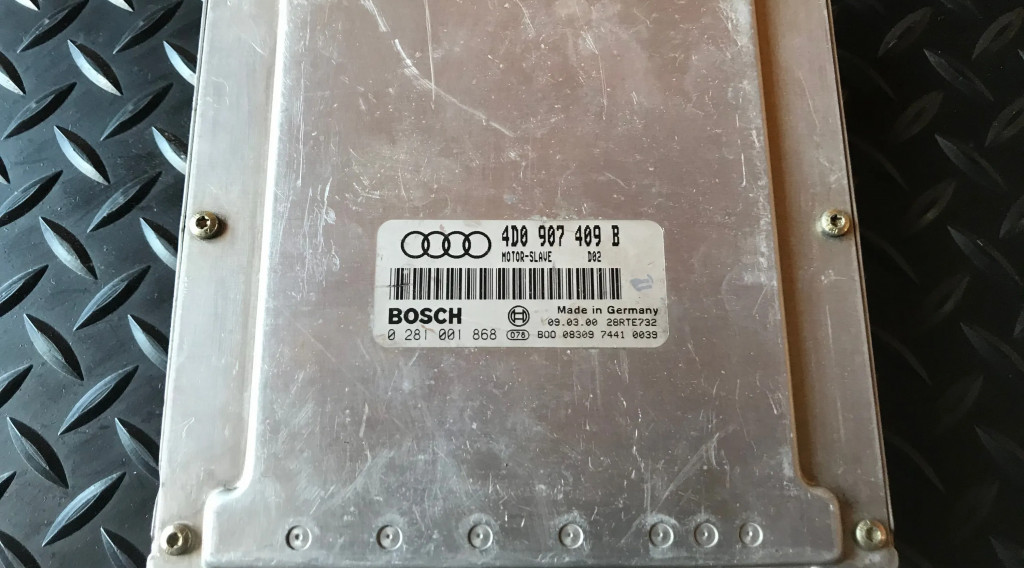 4D0 907 409 B
MOTOR-SLAVE D02
BOSCH Made in Germany
09.03.00 28RTE732
0 281 001 868 076 800 08309 7441 0039